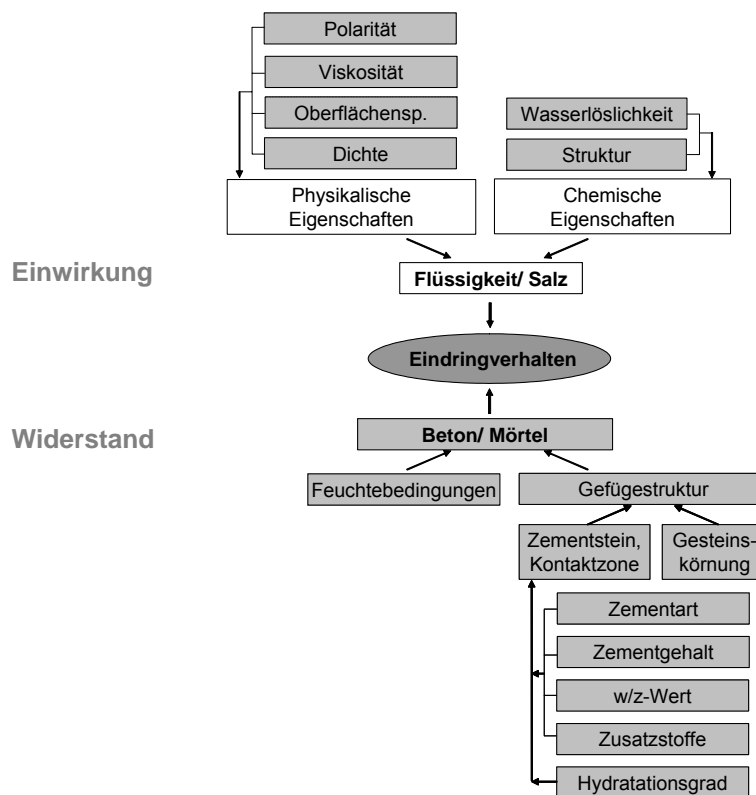 Polarität
Viskosität
Oberflächensp.
Dichte
Wasserlöslichkeit
Struktur
Physikalische
Eigenschaften
Chemische
Eigenschaften
Einwirkung
Flüssigkeit/ Salz
Eindringverhalten
Widerstand
Beton/ Mörtel
Feuchtebedingungen
Gefügestruktur
Zementstein,
Kontaktzone
Gesteins-
körnung
Zementart
Zementgehalt
w/z-Wert
Zusatzstoffe
Hydratationsgrad